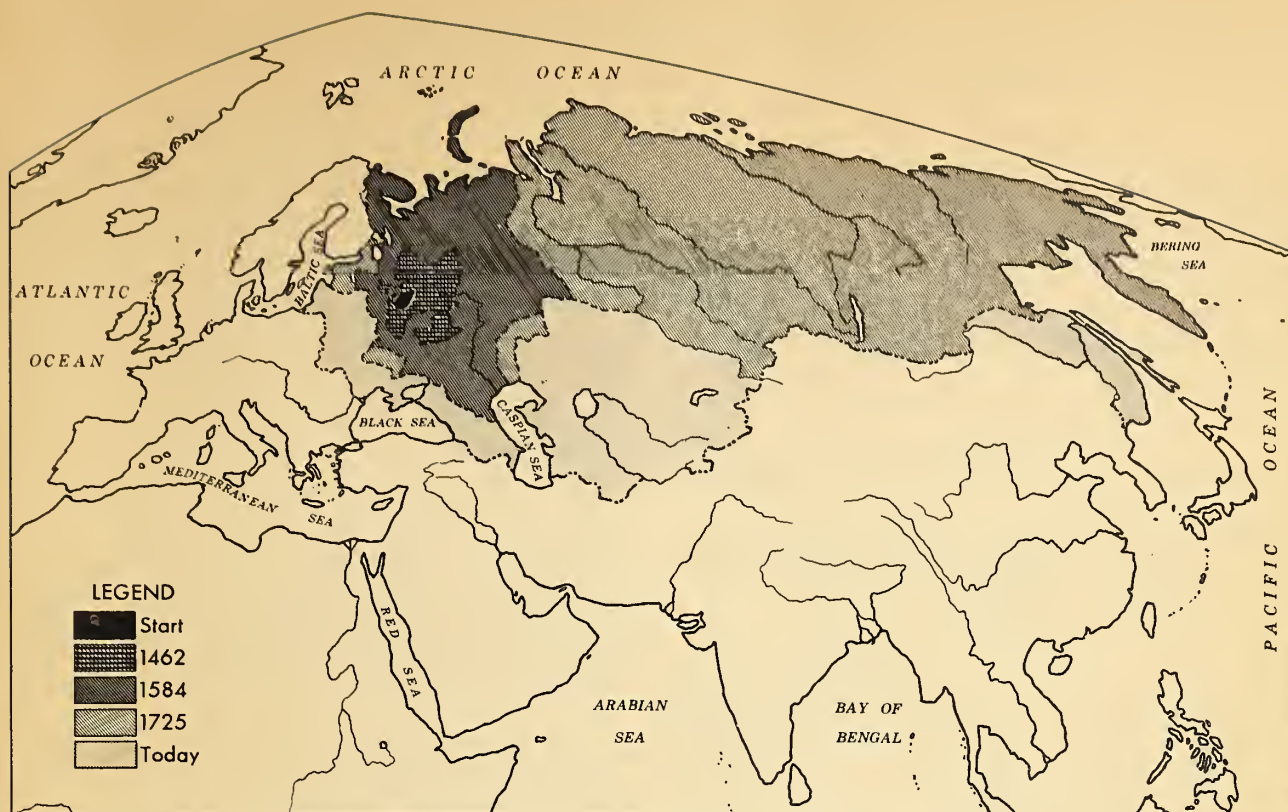 ARCTIC OCEAN
BERING
SEA
BALTIC SEA
ATLANTIC
OCEAN
BLACK SEA
CASPIAN SEA
MEDITERRANEAN
SEA
RED SEA
ARABIAN
SEA
BAY OF
BENGAL
PACIFIC OCEAN
LEGEND
Start
1462
1584
1725
Today